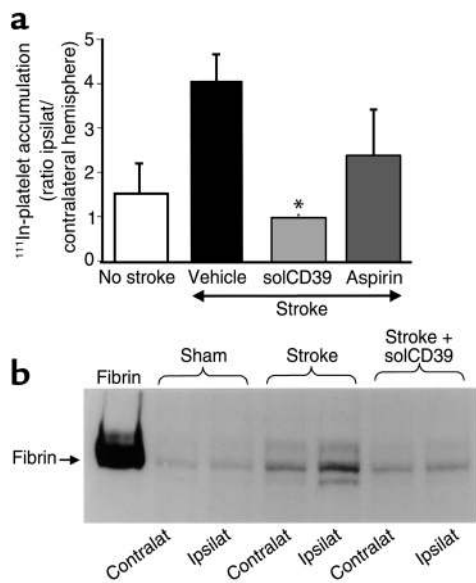 a
¹¹¹In-platelet accumulation
(ratio ipsilat/
contralateral hemisphere)
5
4
3
2
1
0
*
No stroke Vehicle solCD39 Aspirin
Stroke
b
Stroke +
solCD39
Sham Stroke
Fibrin
Fibrin
Contralat Ipsilat Contralat Ipsilat Contralat Ipsilat